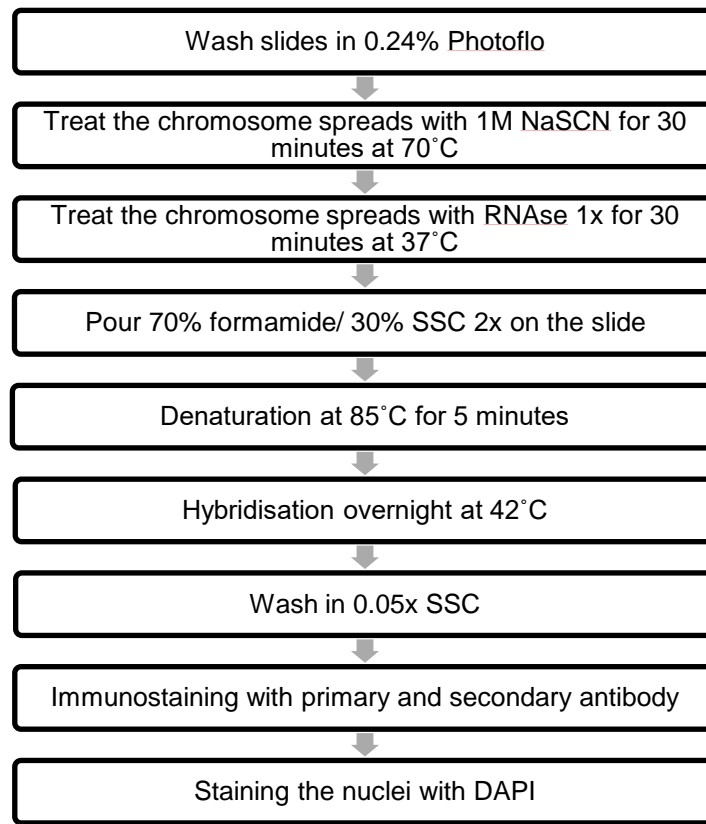 Wash slides in 0.24% Photoflo
Treat the chromosome spreads with 1M NaSCN for 30
minutes at 70˚C
Treat the chromosome spreads with RNAse 1x for 30
minutes at 37˚C
Pour 70% formamide/ 30% SSC 2x on the slide
Denaturation at 85˚C for 5 minutes
Hybridisation overnight at 42˚C
Wash in 0.05x SSC
Immunostaining with primary and secondary antibody
Staining the nuclei with DAPI